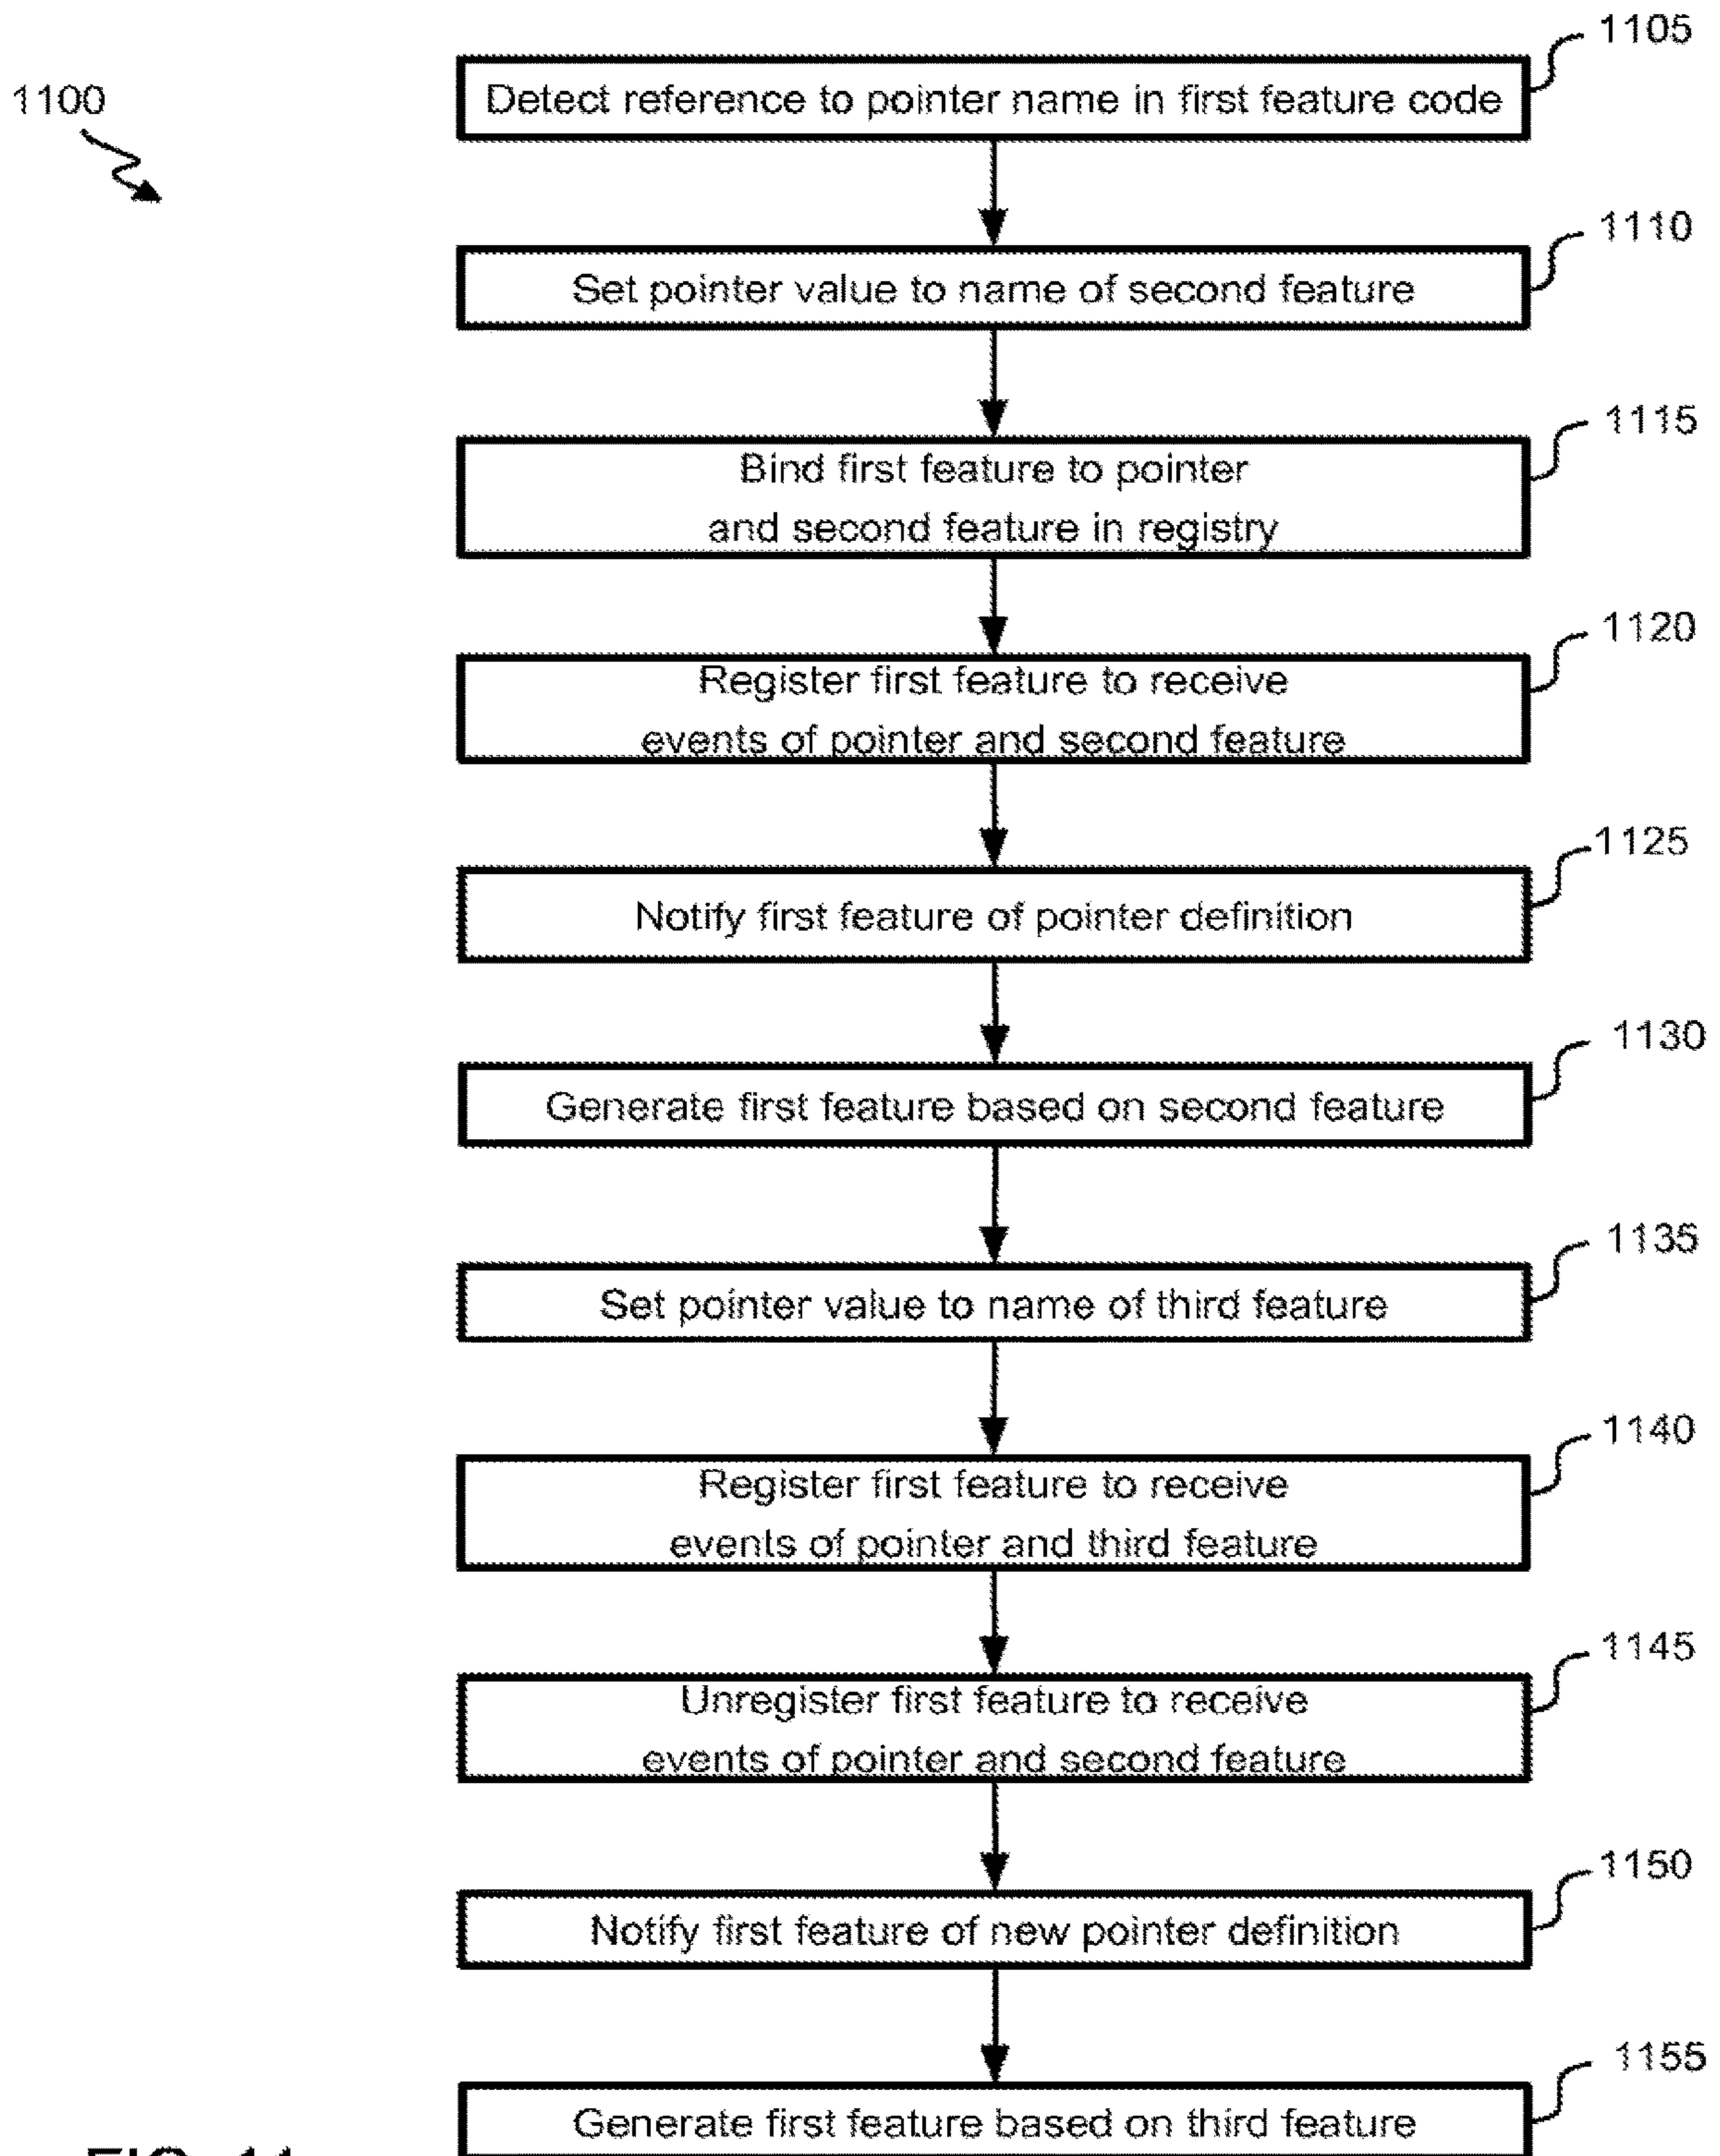 1100
Detect reference to pointer name in first feature code
1105
Set pointer value to name of second feature
1110
Bind first feature to pointer
and second feature in registry
1115
Register first feature to receive
events of pointer and second feature
1120
Notify first feature of pointer definition
1125
Generate first feature based on second feature
1130
Set pointer value to name of third feature
1135
Register first feature to receive
events of pointer and third feature
1140
Unregister first feature to receive
events of pointer and second feature
1145
Notify first feature of new pointer definition
1150
Generate first feature based on third feature
1155